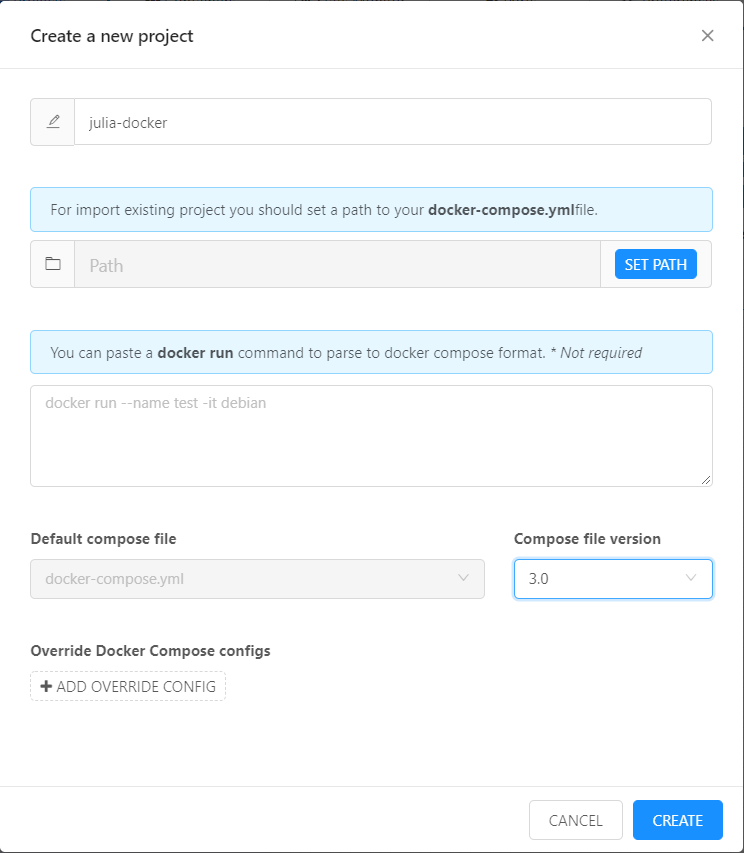 Create a new project
julia-docker
For import existing project you should set a path to your docker-compose.ymlfile.
Path
SET PATH
You can paste a docker run command to parse to docker compose format. * Not required
docker run --name test -it debian
Default compose file
Compose file version
docker-compose.yml
3.0
Override Docker Compose configs
ADD OVERRIDE CONFIG
CANCEL
CREATE